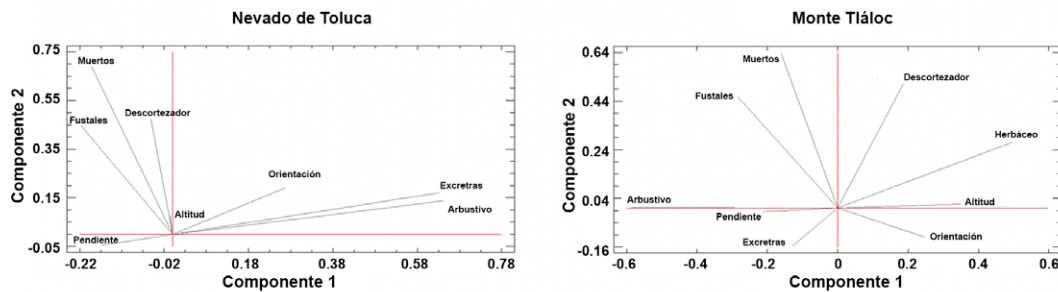 Nevado de Toluca
0.75
0.55
0.35
0.15
-0.05
Componente 2
Muertos
Descortezador
Fustales
Orientación
Excretras
Arbustivo
Altitud
Pendiente
-0.22
-0.02
0.18
0.38
0.58
0.78
Componente 1
Monte Tláloc
0.64
0.44
0.24
0.04
-0.16
Componente 2
Muertos
Descortezador
Fustales
Herbáceo
Arbustivo
Altitud
Pendiente
Orientación
Excretras
-0.6
-0.4
-0.2
0
0.2
0.4
0.6
Componente 1